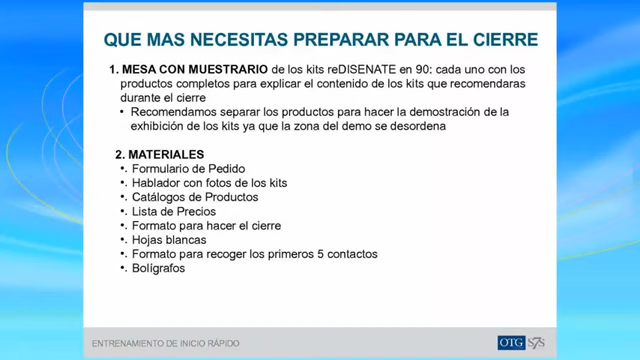 QUE MAS NECESITAS PREPARAR PARA EL CIERRE
1. MESA CON MUESTRARIO de los kits reDISENATE en 90: cada uno con los
productos completos para explicar el contenido de los kits que recomendaras
durante el cierre
• Recomendamos separar los productos para hacer la demostración de la
exhibición de los kits ya que la zona del demo se desordena
2. MATERIALES
•. Formulario de Pedido
•. Hablador con fotos de los kits
•. Catálogos de Productos
•. Lista de Precios
•. Formato para hacer el cierre
•. Hojas blancas
•. Formato para recoger los primeros 5 contactos
•. Bolígrafos
ENTRENAMIENTO DE INICIO RÁPIDO
OTG S7S